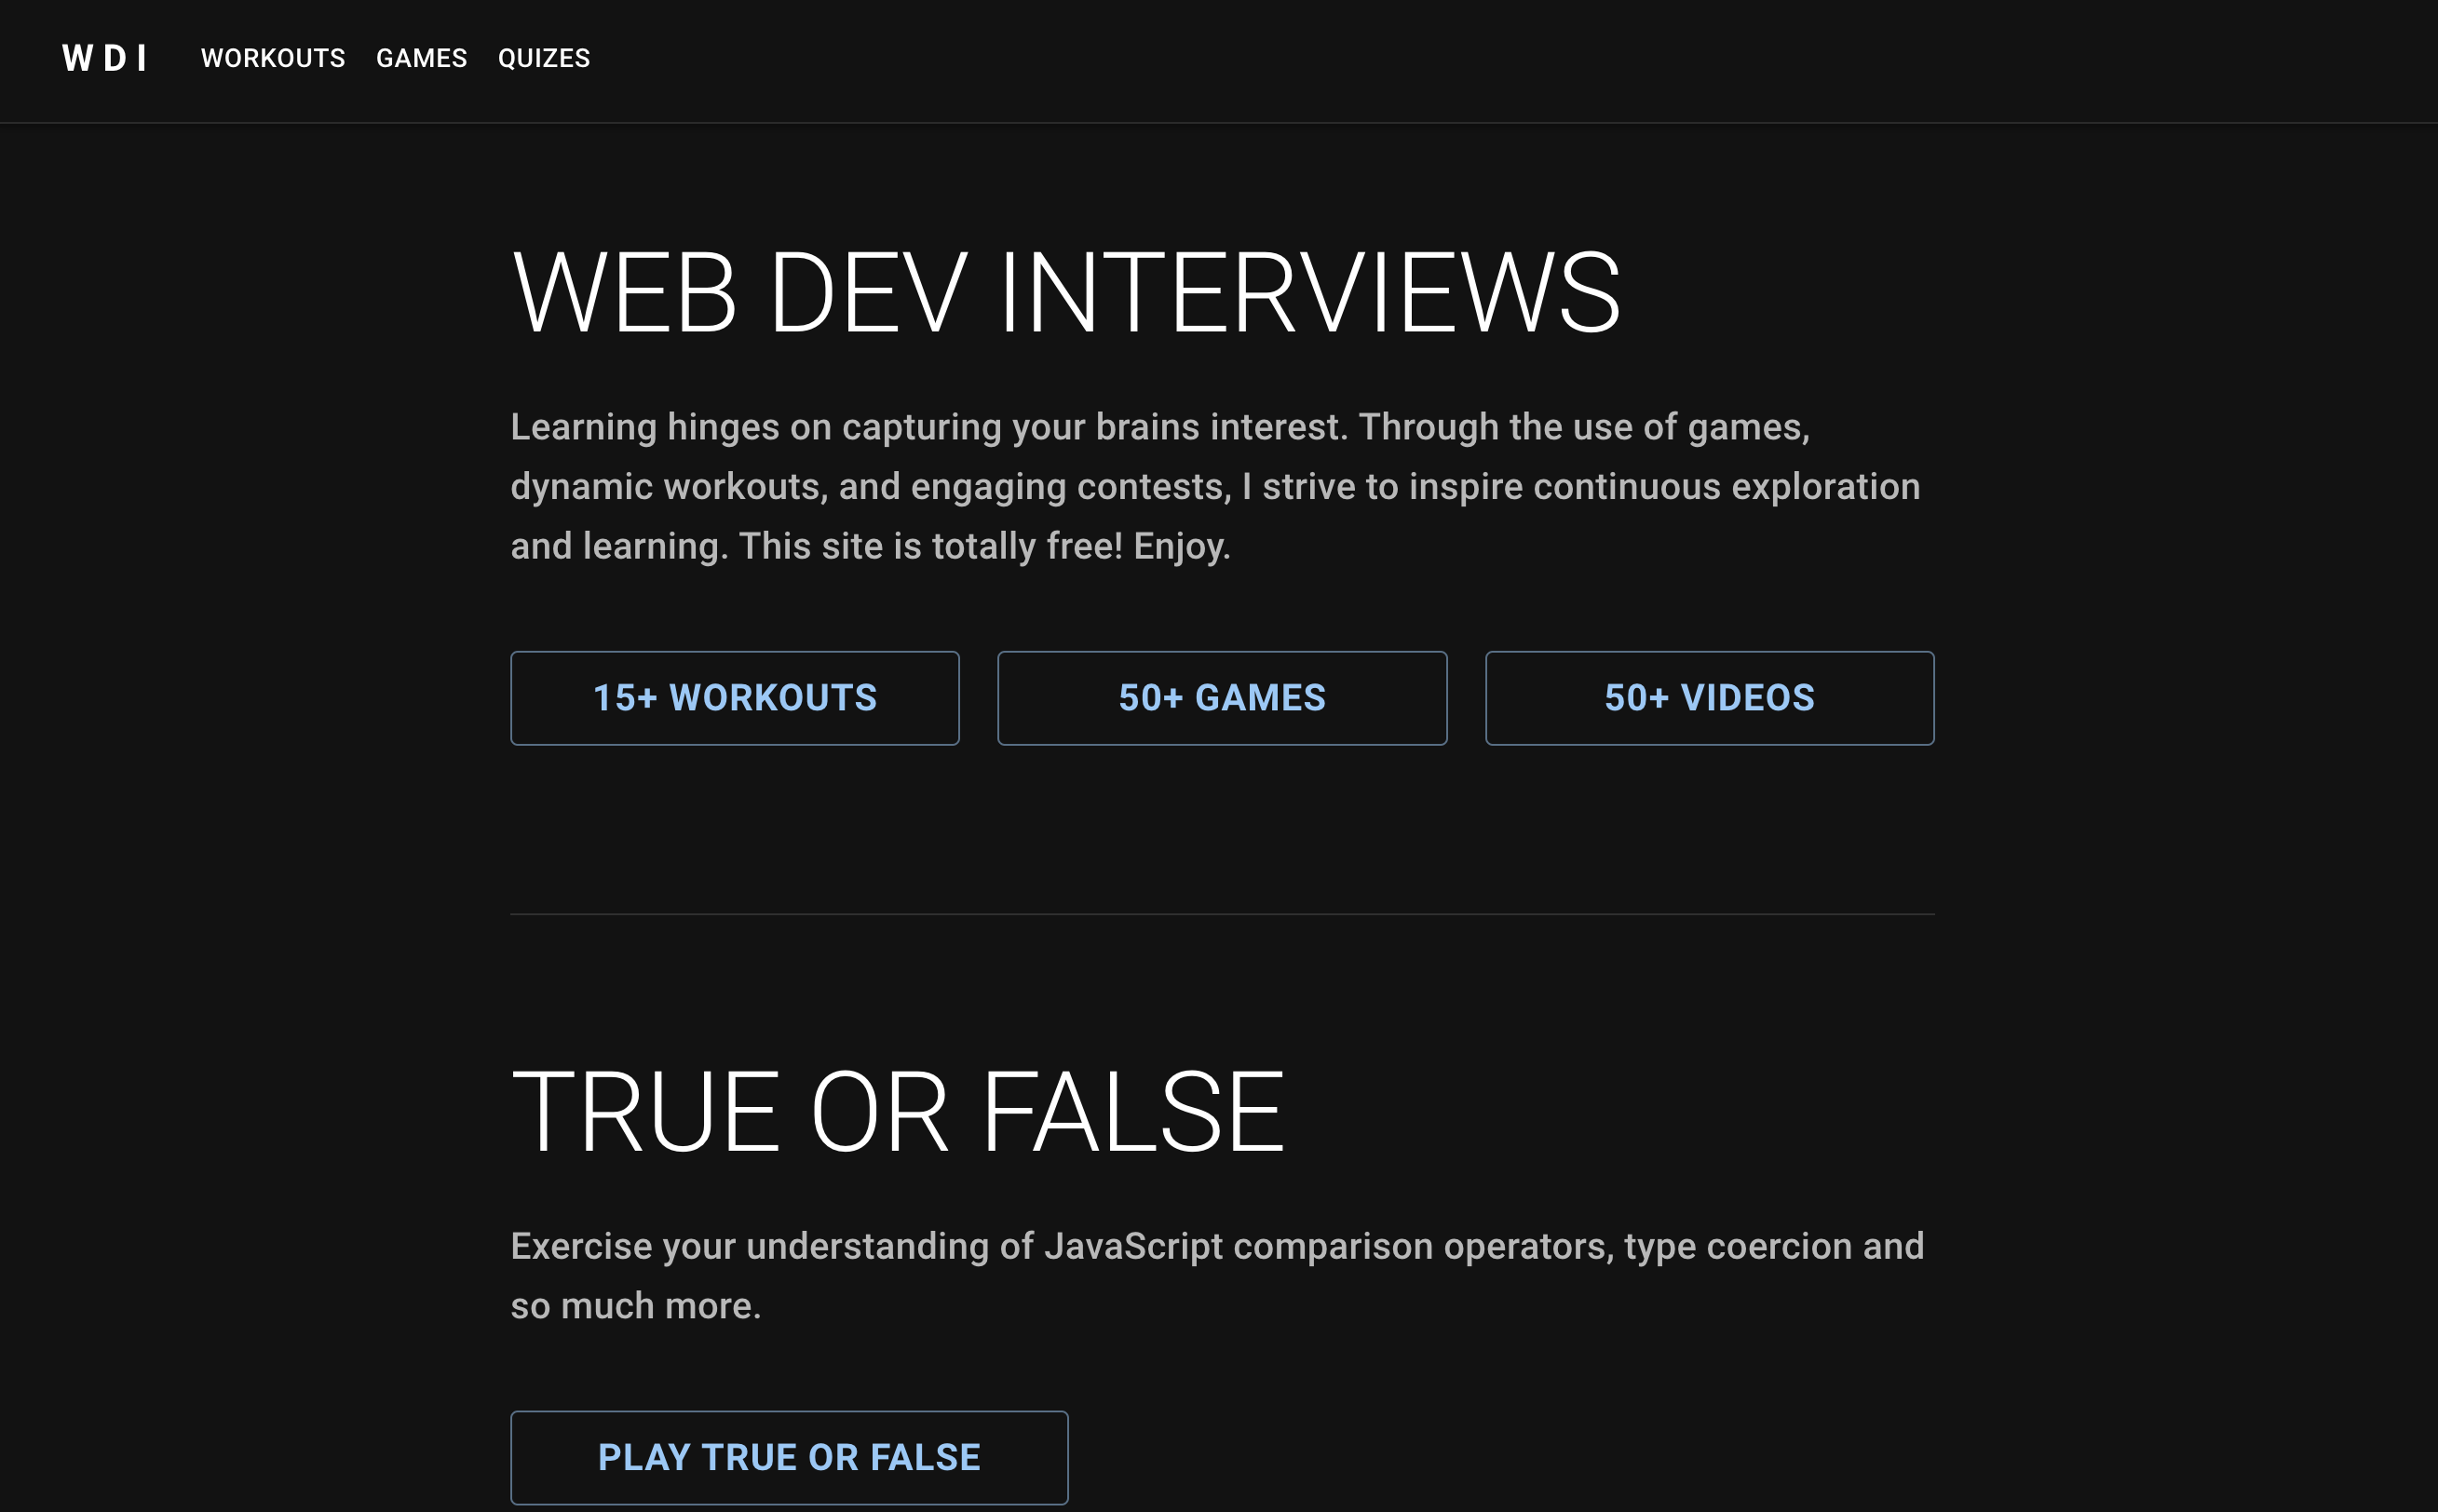 WDI WORKOUTS GAMES QUIZES
WEB DEV INTERVIEWS
Learning hinges on capturing your brains interest. Through the use of games,
dynamic workouts, and engaging contests, I strive to inspire continuous exploration
and learning. This site is totally free! Enjoy.
15+ WORKOUTS 50+ GAMES 50+ VIDEOS
TRUE OR FALSE
Exercise your understanding of JavaScript comparison operators, type coercion and
so much more.
PLAY TRUE OR FALSE